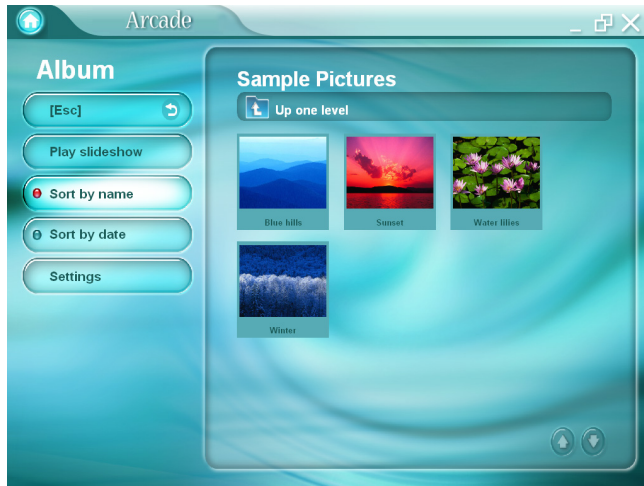 Arcade
Album
[Esc]
Play slideshow
Sort by name
Sort by date
Settings
Sample Pictures
Up one level
Blue hills
Sunset
Water lilies
Winter